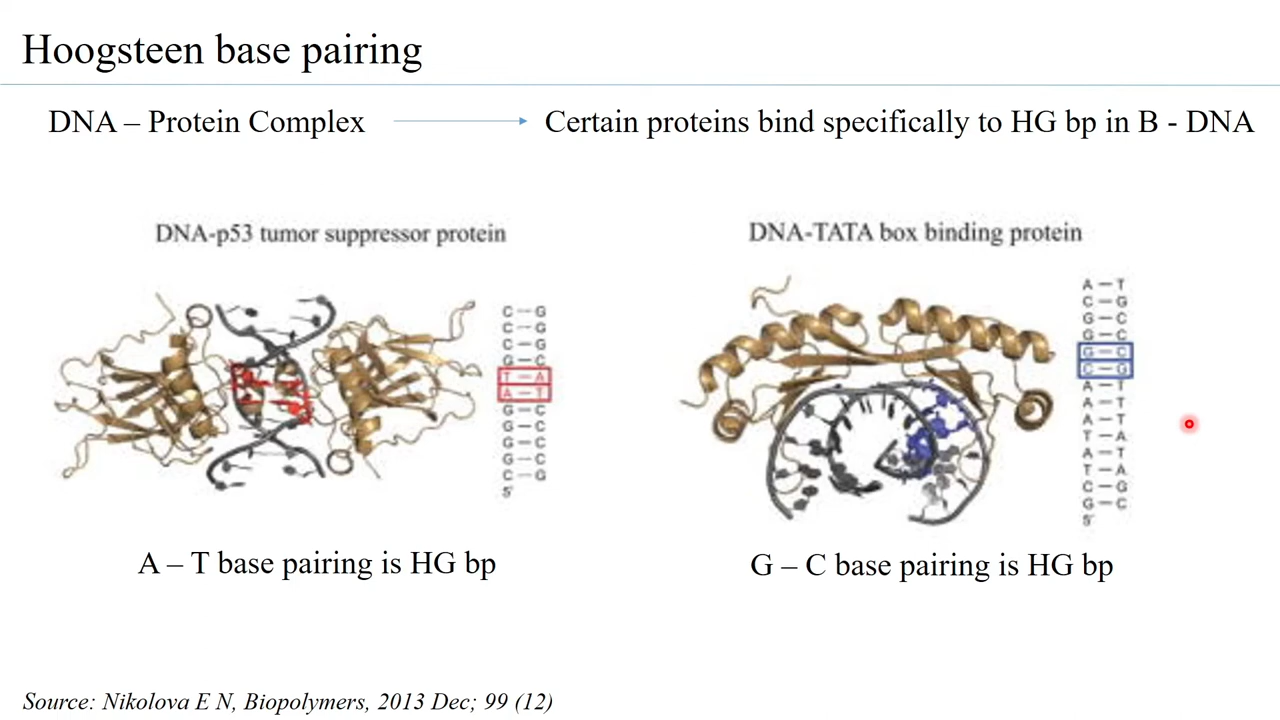 Hoogsteen base pairing
DNA – Protein Complex
Certain proteins bind specifically to HG bp in B - DNA
DNA-p53 tumor suppressor protein
C–G
C–G
C–G
G–C
T–A
A–T
G–C
G–C
G–C
G–C
C–G
5'
A – T base pairing is HG bp
DNA-TATA box binding protein
A–T
C–G
G–C
G–C
G–C
C–G
A–T
A–T
A–T
T–A
A–T
T–A
C–G
G–C
5'
G – C base pairing is HG bp
Source: Nikolova E N, Biopolymers, 2013 Dec; 99 (12)